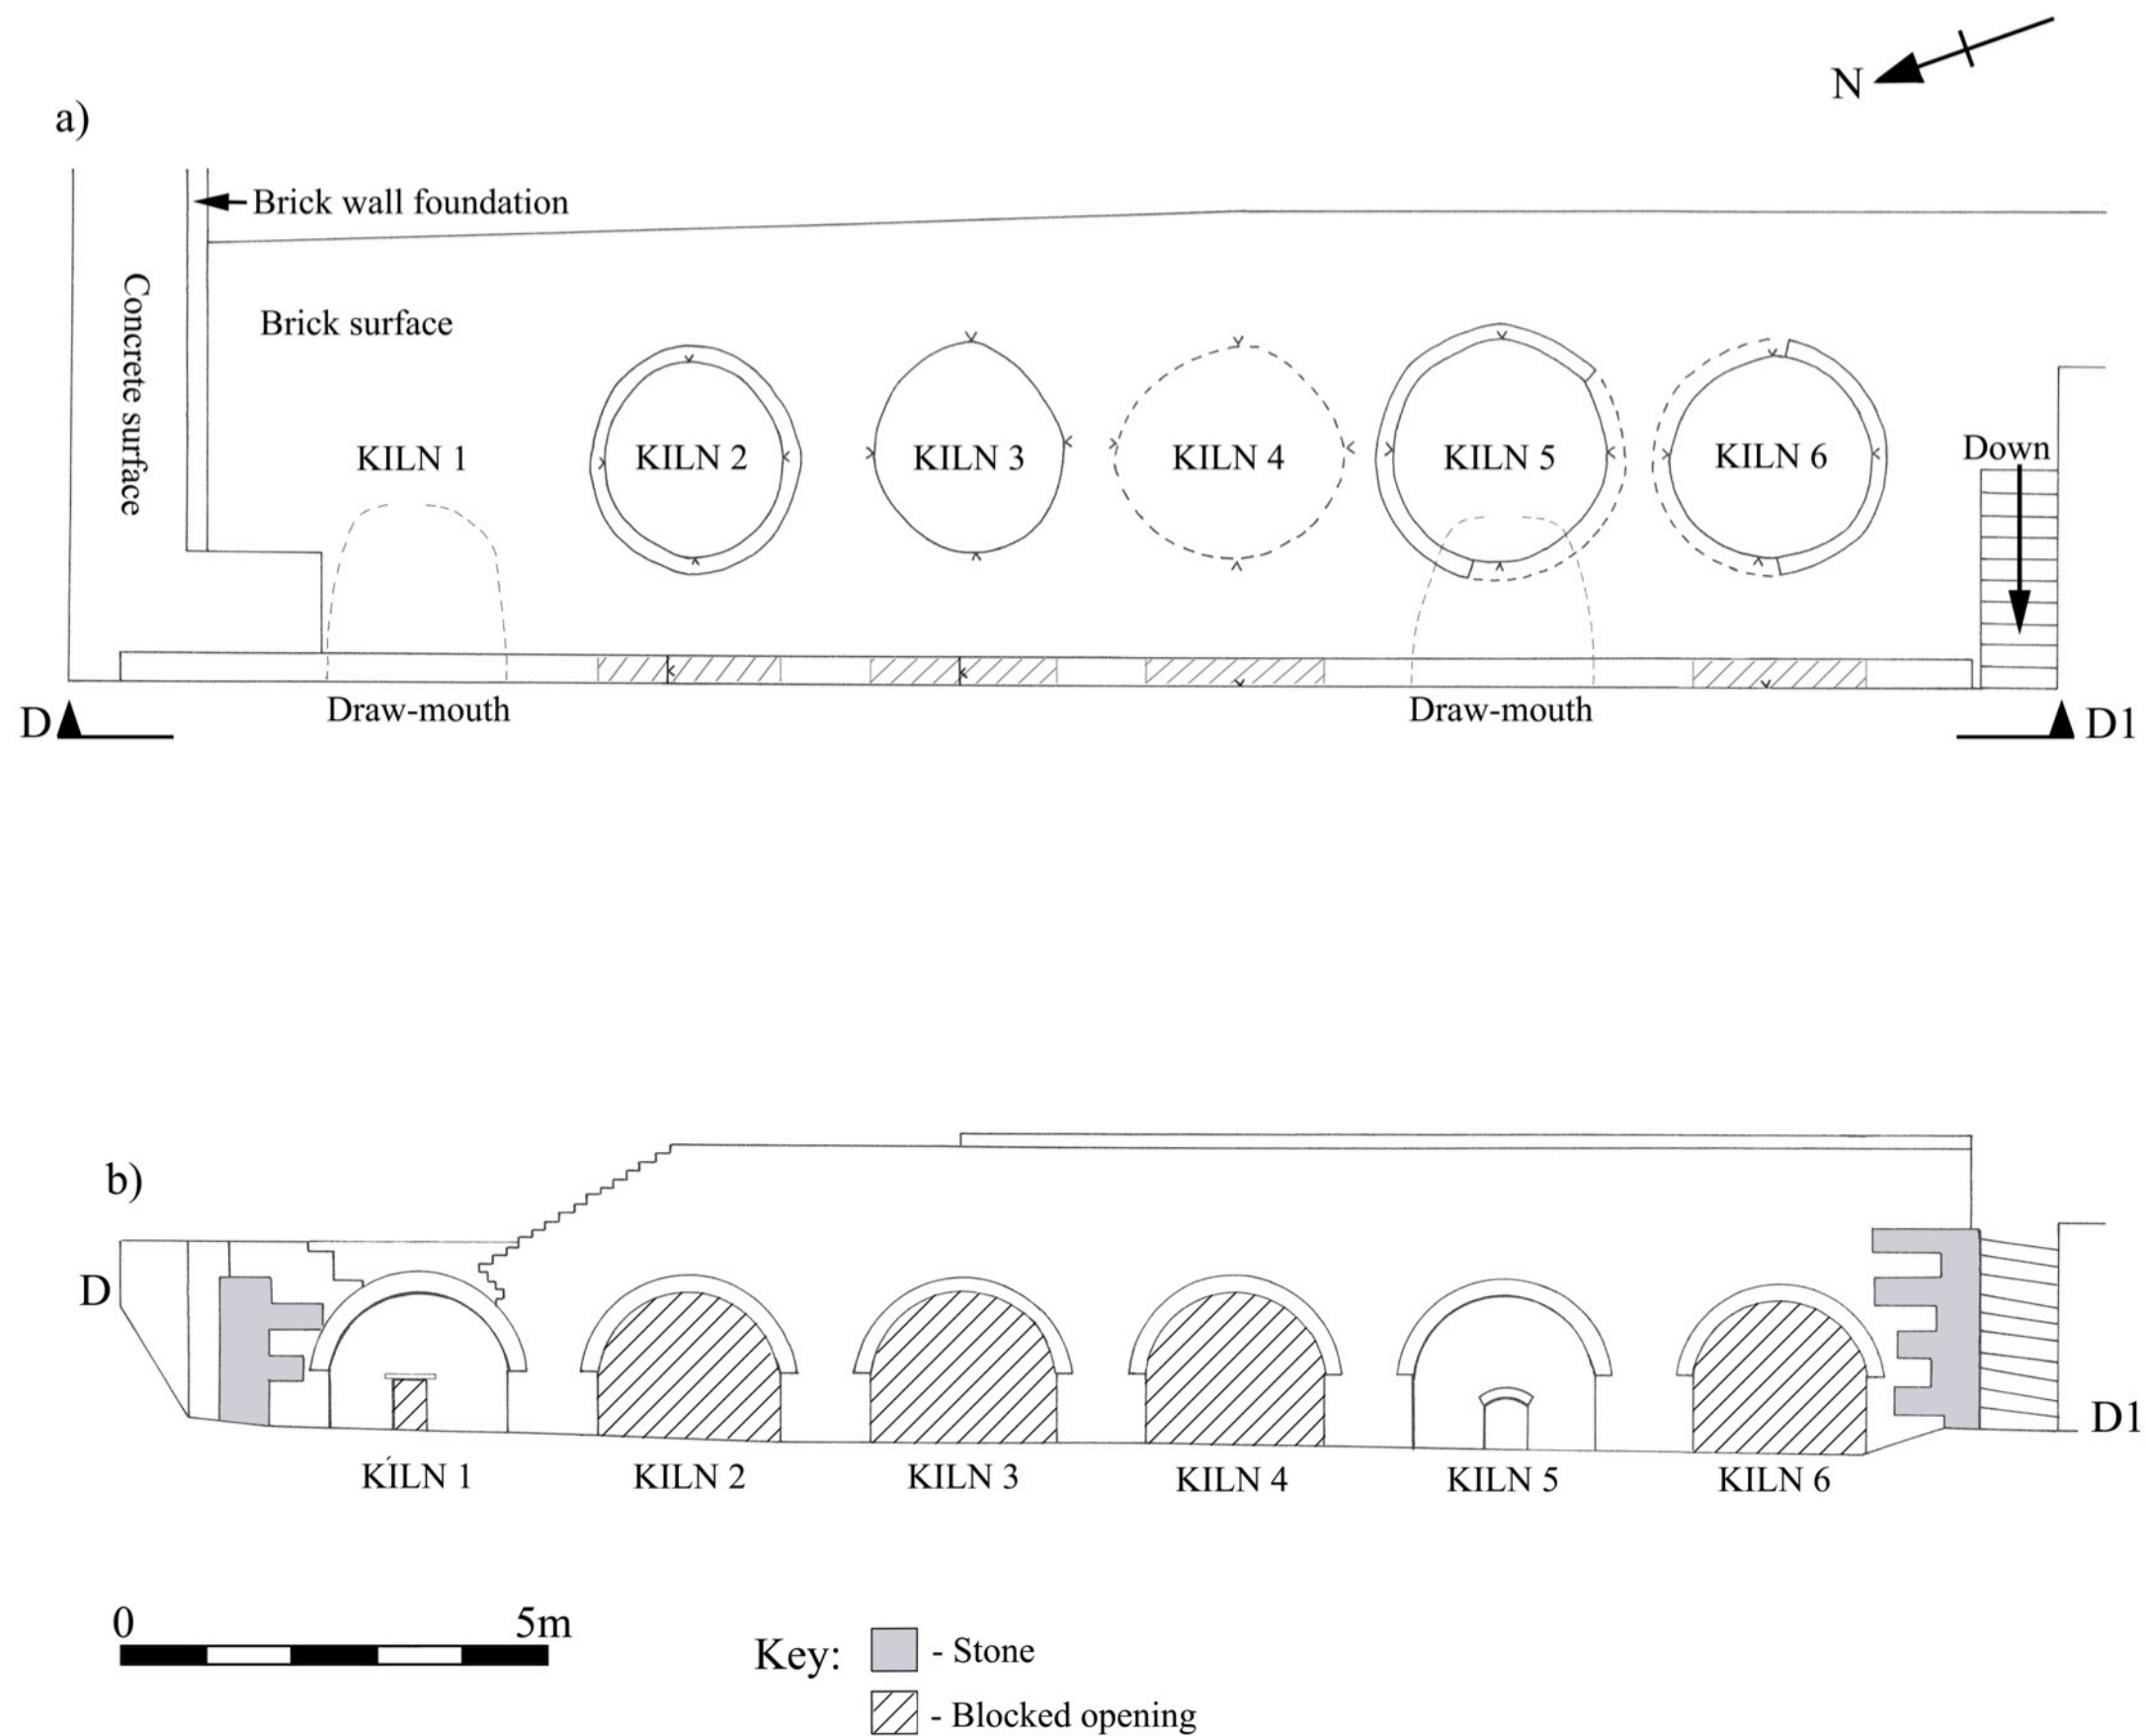 N
a)
Brick wall foundation
Concrete surface
Brick surface
KILN 1
KILN 2
KILN 3
KILN 4
KILN 5
KILN 6
Down
Draw-mouth
Draw-mouth
D
D1
b)
D
D1
KILN 1
KILN 2
KILN 3
KILN 4
KILN 5
KILN 6
0 5m
Key:
- Stone
- Blocked opening